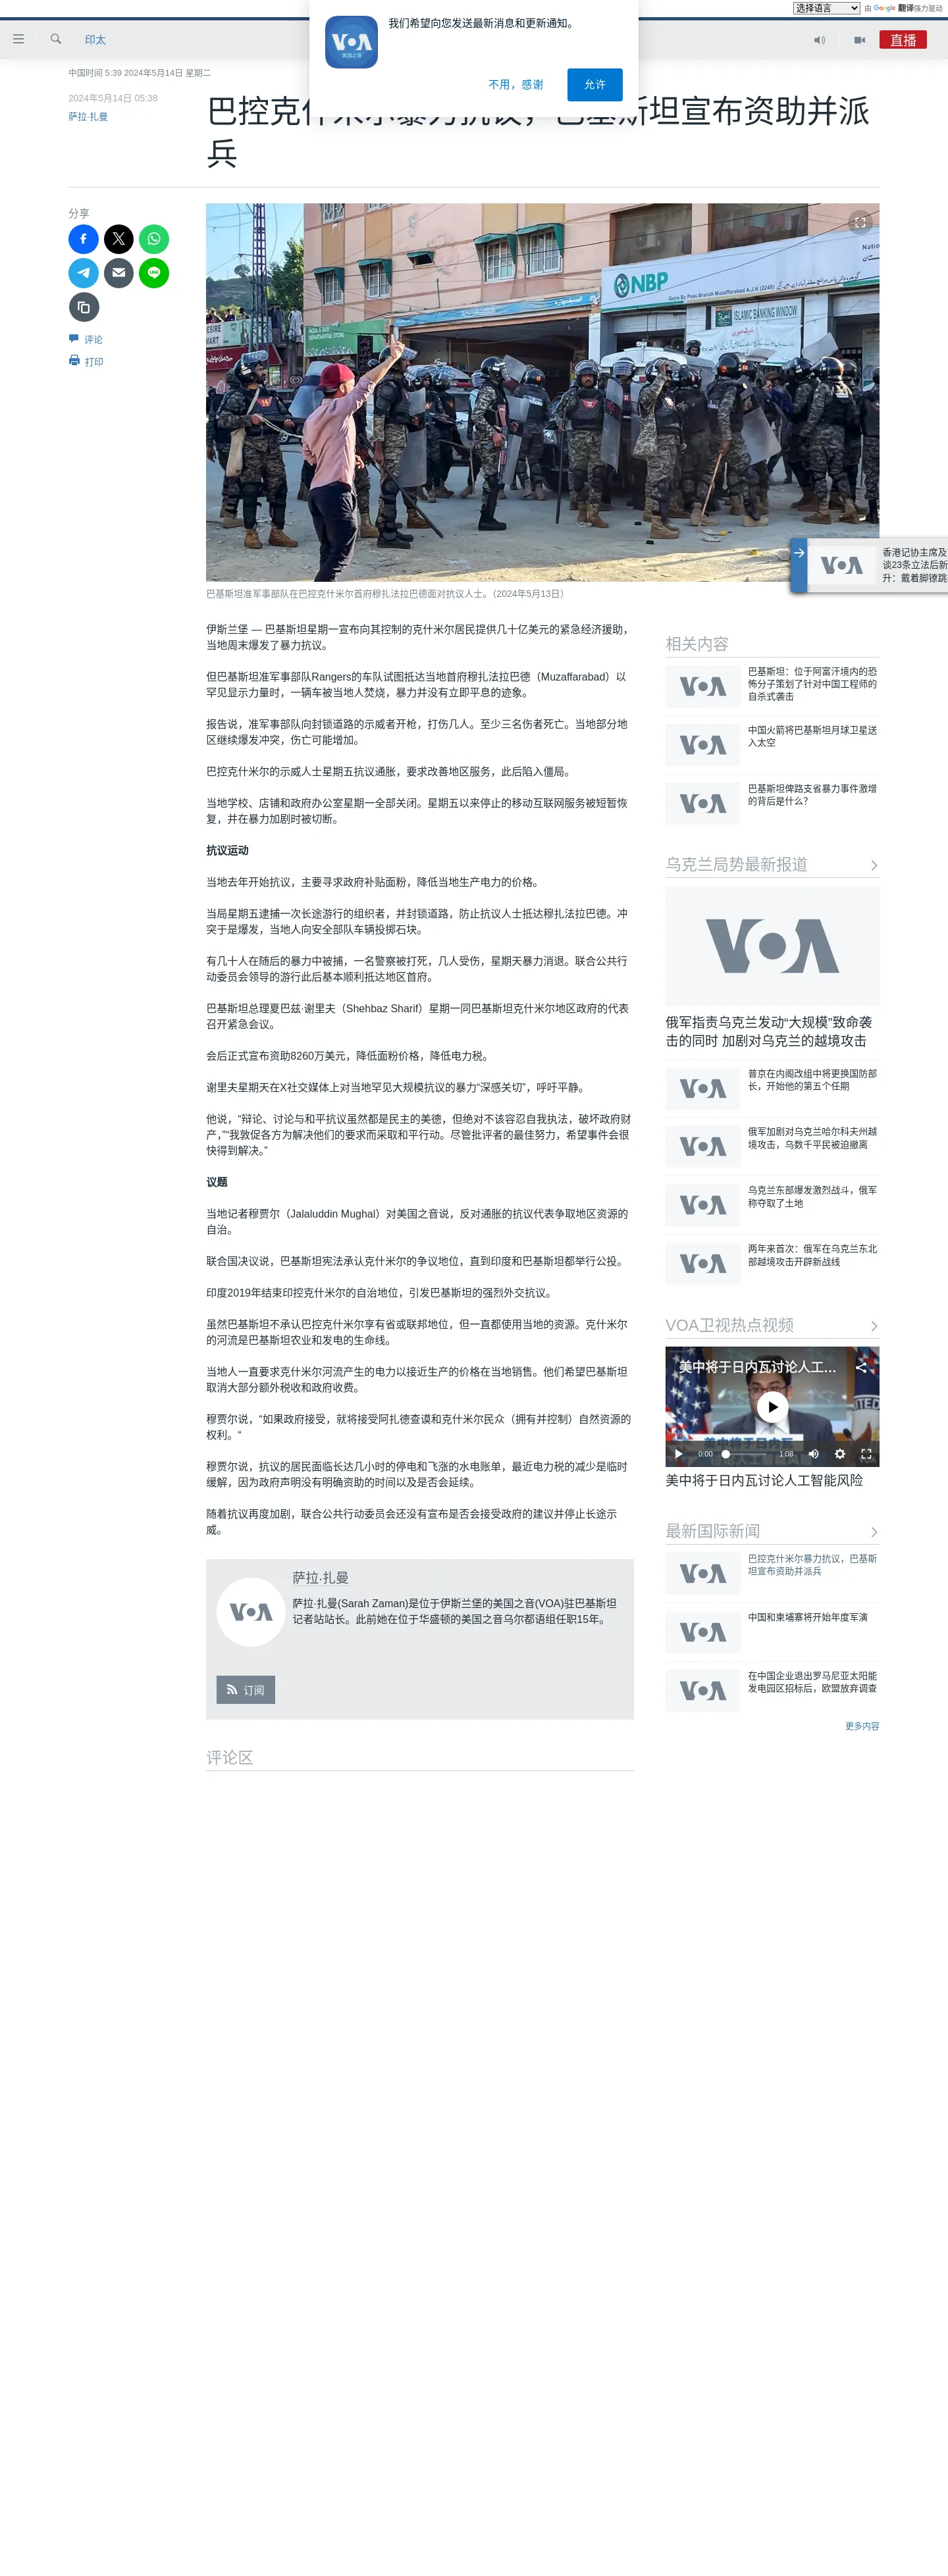 选择语言
由 Google 翻译强力驱动
我们希望向您发送最新消息和更新通知。
VOA
美国之音
不用，感谢
允许
印太
直播
中国时间 5:39 2024年5月14日 星期二
2024年5月14日 05:38
萨拉·扎曼
巴控克什米尔暴力抗议，巴基斯坦宣布资助并派
兵
分享
评论
打印
NBP
Natio
ISLAMIC BANKING WINDOW
巴基斯坦准军事部队在巴控克什米尔首府穆扎法拉巴德面对抗议人士。（2024年5月13日）
香港记协主席及
谈23条立法后新
升：戴着脚镣跳
伊斯兰堡 — 巴基斯坦星期一宣布向其控制的克什米尔居民提供几十亿美元的紧急经济援助，
当地周末爆发了暴力抗议。
但巴基斯坦准军事部队Rangers的车队试图抵达当地首府穆扎法拉巴德（Muzaffarabad）以
罕见显示力量时，一辆车被当地人焚烧，暴力并没有立即平息的迹象。
报告说，准军事部队向封锁道路的示威者开枪，打伤几人。至少三名伤者死亡。当地部分地
区继续爆发冲突，伤亡可能增加。
巴控克什米尔的示威人士星期五抗议通胀，要求改善地区服务，此后陷入僵局。
当地学校、店铺和政府办公室星期一全部关闭。星期五以来停止的移动互联网服务被短暂恢
复，并在暴力加剧时被切断。
抗议运动
当地去年开始抗议，主要寻求政府补贴面粉，降低当地生产电力的价格。
当局星期五逮捕一次长途游行的组织者，并封锁道路，防止抗议人士抵达穆扎法拉巴德。冲
突于是爆发，当地人向安全部队车辆投掷石块。
有几十人在随后的暴力中被捕，一名警察被打死，几人受伤，星期天暴力消退。联合公共行
动委员会领导的游行此后基本顺利抵达地区首府。
巴基斯坦总理夏巴兹·谢里夫（Shehbaz Sharif）星期一同巴基斯坦克什米尔地区政府的代表
召开紧急会议。
会后正式宣布资助8260万美元，降低面粉价格，降低电力税。
谢里夫星期天在X社交媒体上对当地罕见大规模抗议的暴力“深感关切”，呼吁平静。
他说，“辩论、讨论与和平抗议虽然都是民主的美德，但绝对不该容忍自我执法，破坏政府财
产，”“我敦促各方为解决他们的要求而采取和平行动。尽管批评者的最佳努力，希望事件会很
快得到解决。”
议题
当地记者穆贾尔（Jalaluddin Mughal）对美国之音说，反对通胀的抗议代表争取地区资源的
自治。
联合国决议说，巴基斯坦宪法承认克什米尔的争议地位，直到印度和巴基斯坦都举行公投。
印度2019年结束印控克什米尔的自治地位，引发巴基斯坦的强烈外交抗议。
虽然巴基斯坦不承认巴控克什米尔享有省或联邦地位，但一直都使用当地的资源。克什米尔
的河流是巴基斯坦农业和发电的生命线。
当地人一直要求克什米尔河流产生的电力以接近生产的价格在当地销售。他们希望巴基斯坦
取消大部分额外税收和政府收费。
穆贾尔说，“如果政府接受，就将接受阿扎德查谟和克什米尔民众（拥有并控制）自然资源的
权利。“
穆贾尔说，抗议的居民面临长达几小时的停电和飞涨的水电账单，最近电力税的减少是临时
缓解，因为政府声明没有明确资助的时间以及是否会延续。
随着抗议再度加剧，联合公共行动委员会还没有宣布是否会接受政府的建议并停止长途示
威。
VOA
萨拉·扎曼
萨拉·扎曼(Sarah Zaman)是位于伊斯兰堡的美国之音(VOA)驻巴基斯坦
记者站站长。此前她在位于华盛顿的美国之音乌尔都语组任职15年。
订阅
评论区
相关内容
巴基斯坦：位于阿富汗境内的恐
怖分子策划了针对中国工程师的
自杀式袭击
中国火箭将巴基斯坦月球卫星送
入太空
巴基斯坦俾路支省暴力事件激增
的背后是什么？
乌克兰局势最新报道
VOA
俄军指责乌克兰发动“大规模”致命袭
击的同时 加剧对乌克兰的越境攻击
普京在内阁改组中将更换国防部
长，开始他的第五个任期
俄军加剧对乌克兰哈尔科夫州越
境攻击，乌数千平民被迫撤离
乌克兰东部爆发激烈战斗，俄军
称夺取了土地
两年来首次：俄军在乌克兰东北
部越境攻击开辟新战线
VOA卫视热点视频
美中将于日内瓦讨论人工...
0:00
1:08
美中将于日内瓦讨论人工智能风险
最新国际新闻
巴控克什米尔暴力抗议，巴基斯
坦宣布资助并派兵
中国和柬埔寨将开始年度军演
在中国企业退出罗马尼亚太阳能
发电园区招标后，欧盟放弃调查
更多内容